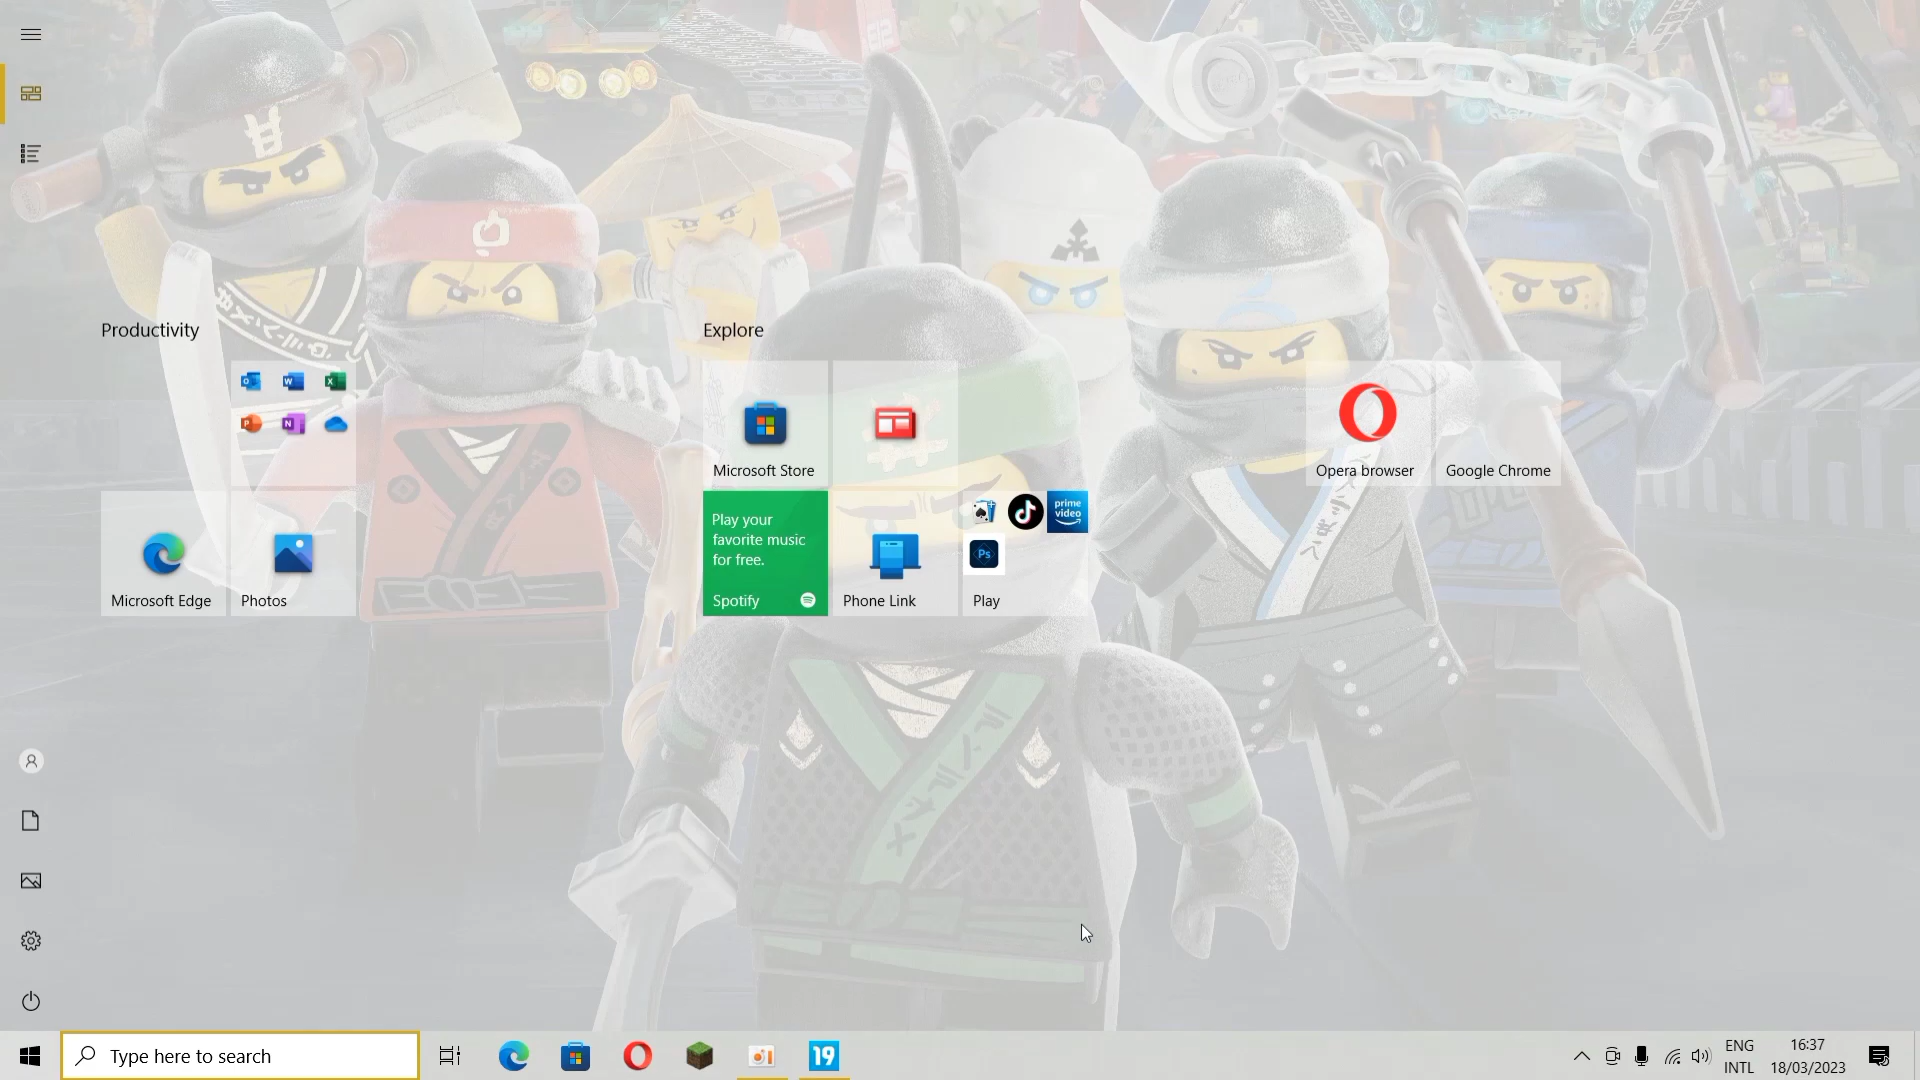 Productivity
Explore
Microsoft Store
Opera browser
Google Chrome
Play your
favorite music
for free.
prime
video
Ps
Microsoft Edge
Photos
Spotify
Phone Link
Play
Type here to search
19
ENG
INTL
16:37
18/03/2023